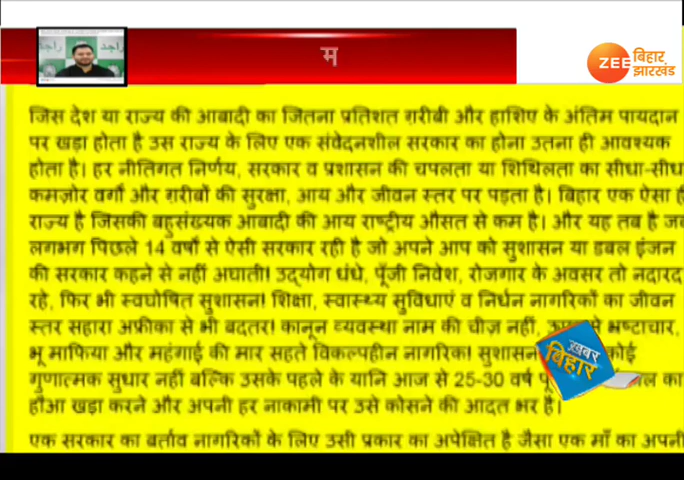 राजद
म
ZEE बिहार झारखंड
जिस देश या राज्य की आबादी का जितना प्रतिशत ग़रीबी और हाशिए के अंतिम पायदान
पर खड़ा होता है उस राज्य के लिए एक संवेदनशील सरकार का होना उतना ही आवश्यक
होता है। हर नीतिगत निर्णय, सरकार व प्रशासन की चपलता या शिथिलता का सीधा-सीधा
कमज़ोर वर्गों और ग़रीबों की सुरक्षा, आय और जीवन स्तर पर पड़ता है। बिहार एक ऐसा ही
राज्य है जिसकी बहुसंख्यक आबादी की आय राष्ट्रीय औसत से कम है। और यह तब है जब
लगभग पिछले 14 वर्षों से ऐसी सरकार रही है जो अपने आप को सुशासन या डबल इंजन
की सरकार कहने से नहीं अघाती। उद्योग धंधे, पूँजी निवेश, रोजगार के अवसर तो नदारद
रहे, फिर भी स्वघोषित सुशासन! शिक्षा, स्वास्थ्य सुविधाएं व निर्धन नागरिकों का जीवन
स्तर सहारा अफ्रीका से भी बदतर! कानून व्यवस्था नाम की चीज़ नहीं, से भ्रष्टाचार,
भू माफिया और महंगाई की मार सहते विकल्पहीन नागरिक! सुशासन कोई
गुणात्मक सुधार नहीं बल्कि उसके पहले के यानि आज से 25-30 वर्ष का
हौआ खड़ा करने और अपनी हर नाकामी पर उसे कोसने की आदत भर है।
एक सरकार का बर्ताव नागरिकों के लिए उसी प्रकार का अपेक्षित है जैसा एक माँ का अपनी
ख़बर
बिहार